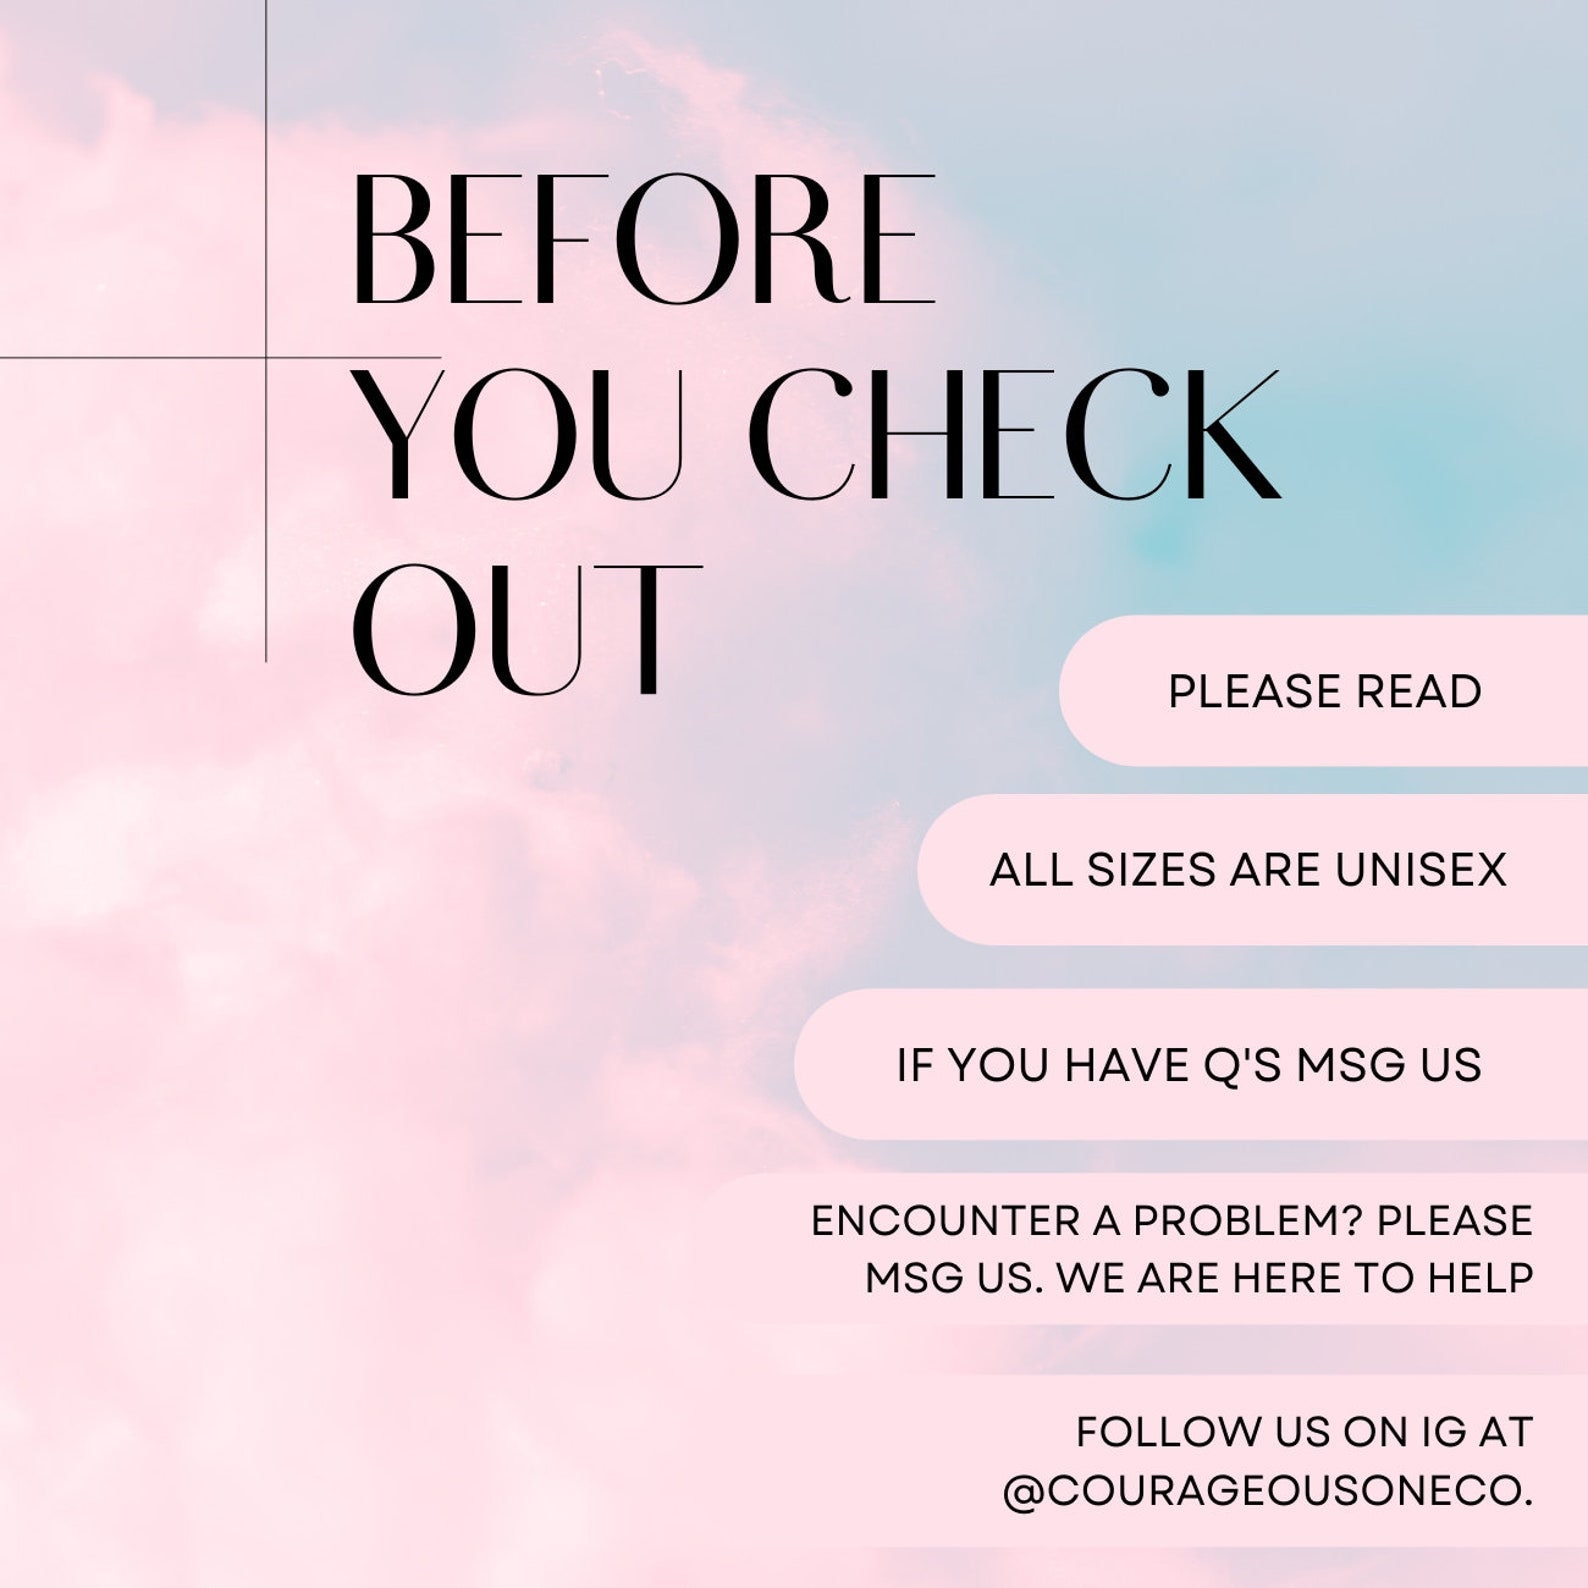 BEFORE
YOU CHECK
OUT
PLEASE READ
ALL SIZES ARE UNISEX
IF YOU HAVE Q'S MSG US
ENCOUNTER A PROBLEM? PLEASE
MSG US. WE ARE HERE TO HELP
FOLLOW US ON IG AT
@COURAGEOUSONECO.